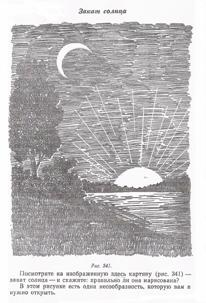 Закат солнца
Рис. 341.
Посмотрите на изображенную здесь картину (рис. 341) —
закат солнца — и скажите: правильно ли она нарисована?
В этом рисунке есть одна несообразность, которую вам и
нужно открыть.